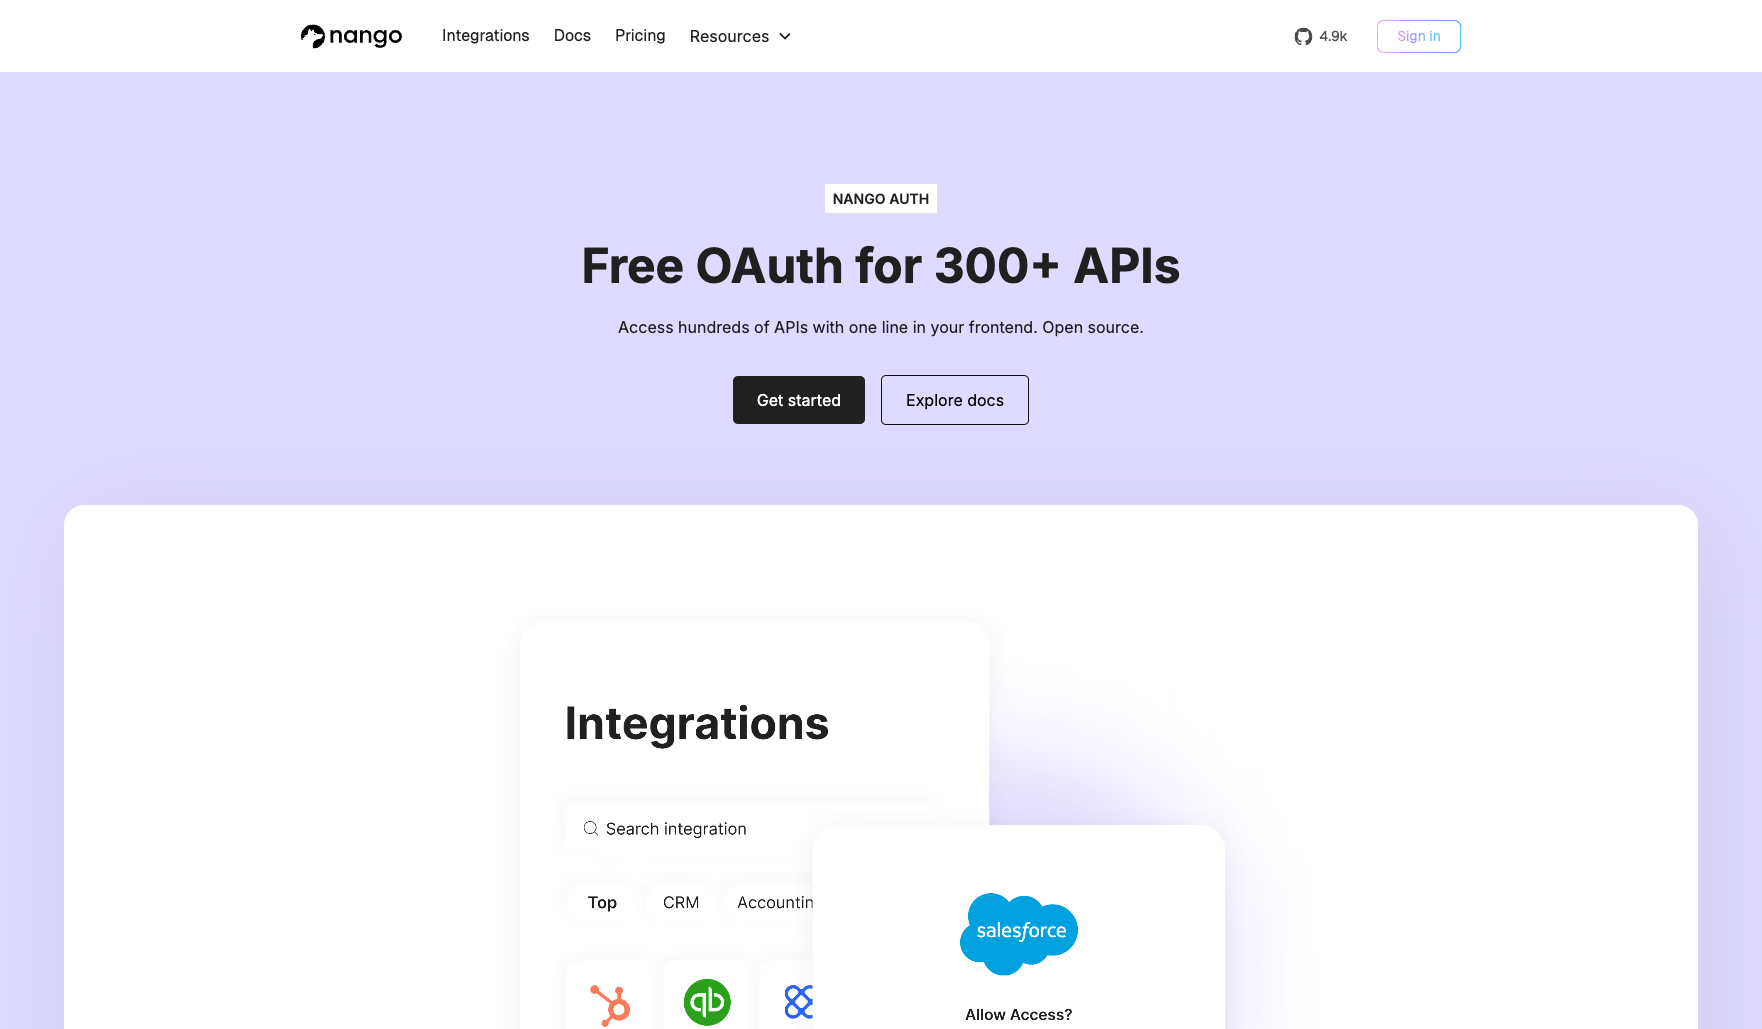 nango
Integrations
Docs
Pricing
Resources
4.9k
Sign in
NANGO AUTH
Free OAuth for 300+ APIs
Access hundreds of APIs with one line in your frontend. Open source.
Get started
Explore docs
Integrations
Search integration
Top
CRM
Accountin
salesforce
qb
Allow Access?